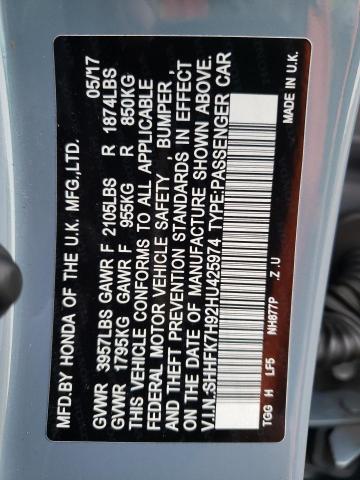 MFD.BY HONDA OF THE U.K. MFG.,LTD. 05/17
GVWR 3957LBS GAWR F 2105LBS R 1874LBS
GVWR 1795KG GAWR F 955KG R 850KG
THIS VEHICLE CONFORMS TO ALL APPLICABLE
FEDERAL MOTOR VEHICLE SAFETY , BUMPER ,
AND THEFT PREVENTION STANDARDS IN EFFECT
ON THE DATE OF MANUFACTURE SHOWN ABOVE.
V.I.N.:SHHFK7H92HU425974 TYPE:PASSENGER CAR
TGG H LF5 NH877P . Z . U MADE IN U.K.